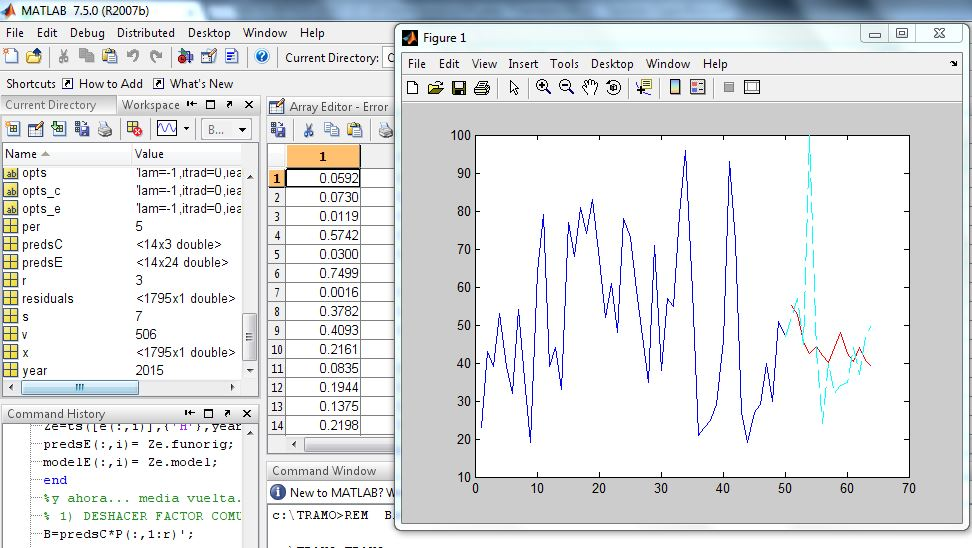 MATLAB 7.5.0 (R2007b)
File Edit Debug Distributed Desktop Window Help
Current Directory:
Shortcuts How to Add What's New
Current Directory Workspace
B...
Name Value
opts 'lam=-1,itrad=0,iea
opts_c 'lam=-1,itrad=0,iea
opts_e 'lam=-1,itrad=0,iea
per 5
predsC <14x3 double>
predsE <14x24 double>
r 3
residuals <1795x1 double>
s 7
v 506
x <1795x1 double>
year 2015
Command History
Ze=ts([e(:,i)],{'H'},year
predsE(:,i)= Ze.funorig;
modelE(:,i)= Ze.model;
end
%y ahora... media vuelta.
% 1) DESHACER FACTOR COMU
B=predsC*P(:,1:r)';
Array Editor - Error
1
1 0.0592
2 0.0730
3 0.0119
4 0.5742
5 0.0300
6 0.7499
7 0.0016
8 0.3782
9 0.4093
10 0.2161
11 0.0835
12 0.1944
13 0.1375
14 0.2198
Command Window
New to MATLAB? W
c:\TRAMO>REM B
Figure 1
File Edit View Insert Tools Desktop Window Help
100
90
80
70
60
50
40
30
20
10
0 10 20 30 40 50 60 70